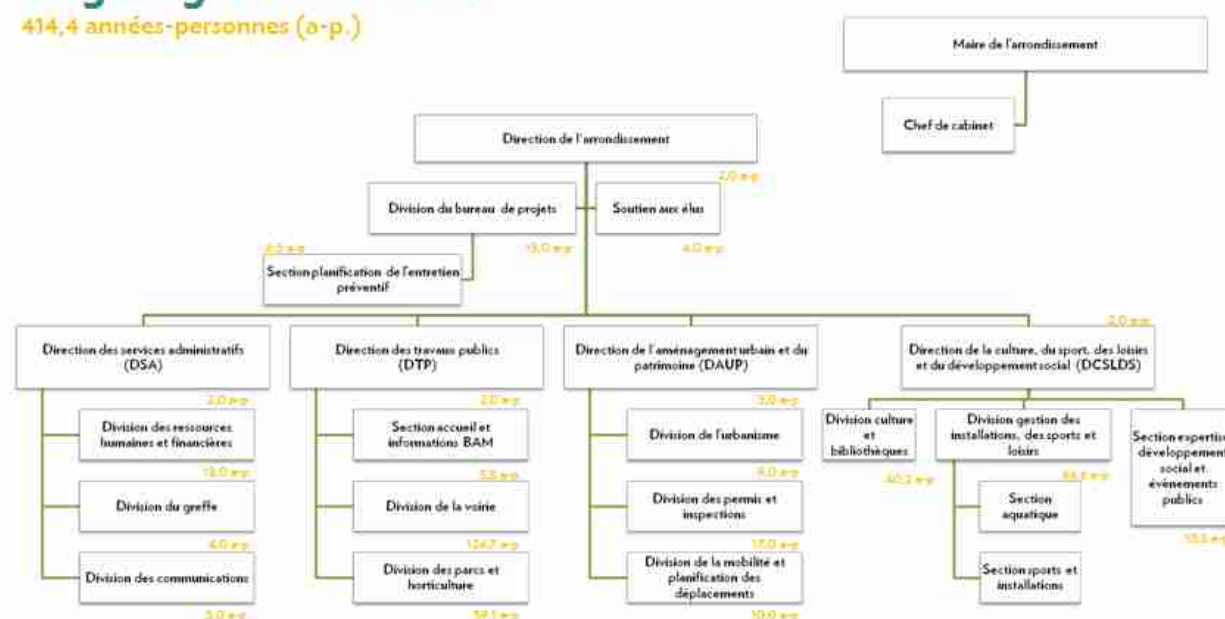 414,4 années-personnes (a-p.)
Maire de l'arrondissement
Chef de cabinet
Direction de l'arrondissement
2,0 a-p
Division du bureau de projets
Soutien aux élus
13,0 a-p
4,0 a-p
Section planification de l'entretien
préventif
Direction des services administratifs
(DSA)
2,0 a-p
Division des ressources
humaines et financières
13,0 a-p
Division du greffe
4,0 a-p
Division des communications
5,0 a-p
Direction des travaux publics
(DTP)
2,0 a-p
Section accueil et
informations BAM
Division de la voirie
124,7 a-p
Division des parcs et
horticulture
Direction de l'aménagement urbain et du
patrimoine (DAUP)
Division de l'urbanisme
Division des permis et
inspections
17,0 a-p
Division de la mobilité et
planification des
déplacements
10,0 a-p
2,0 a-p
Direction de la culture, du sport, des loisirs
et du développement social (DCSLDS)
Division culture
et
bibliothèques
Division gestion des
installations, des sports et
loisirs
Section
aquatique
Section sports et
installations
Section expertise
développement
social et
événements
publics